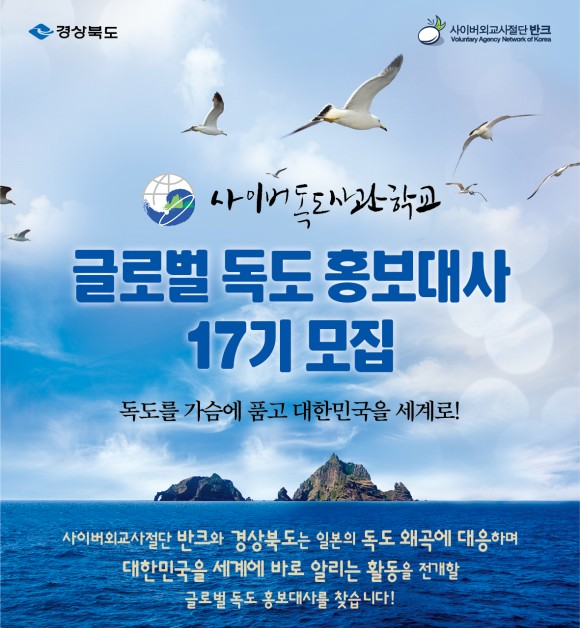 경상북도
사이버외교사절단 반크
Voluntary Agency Network of Korea
사이버독도사관학교
글로벌 독도 홍보대사
17기 모집
독도를 가슴에 품고 대한민국을 세계로!
사이버외교사절단 반크와 경상북도는 일본의 독도 왜곡에 대응하며
대한민국을 세계에 바로 알리는 활동을 전개할
글로벌 독도 홍보대사를 찾습니다!